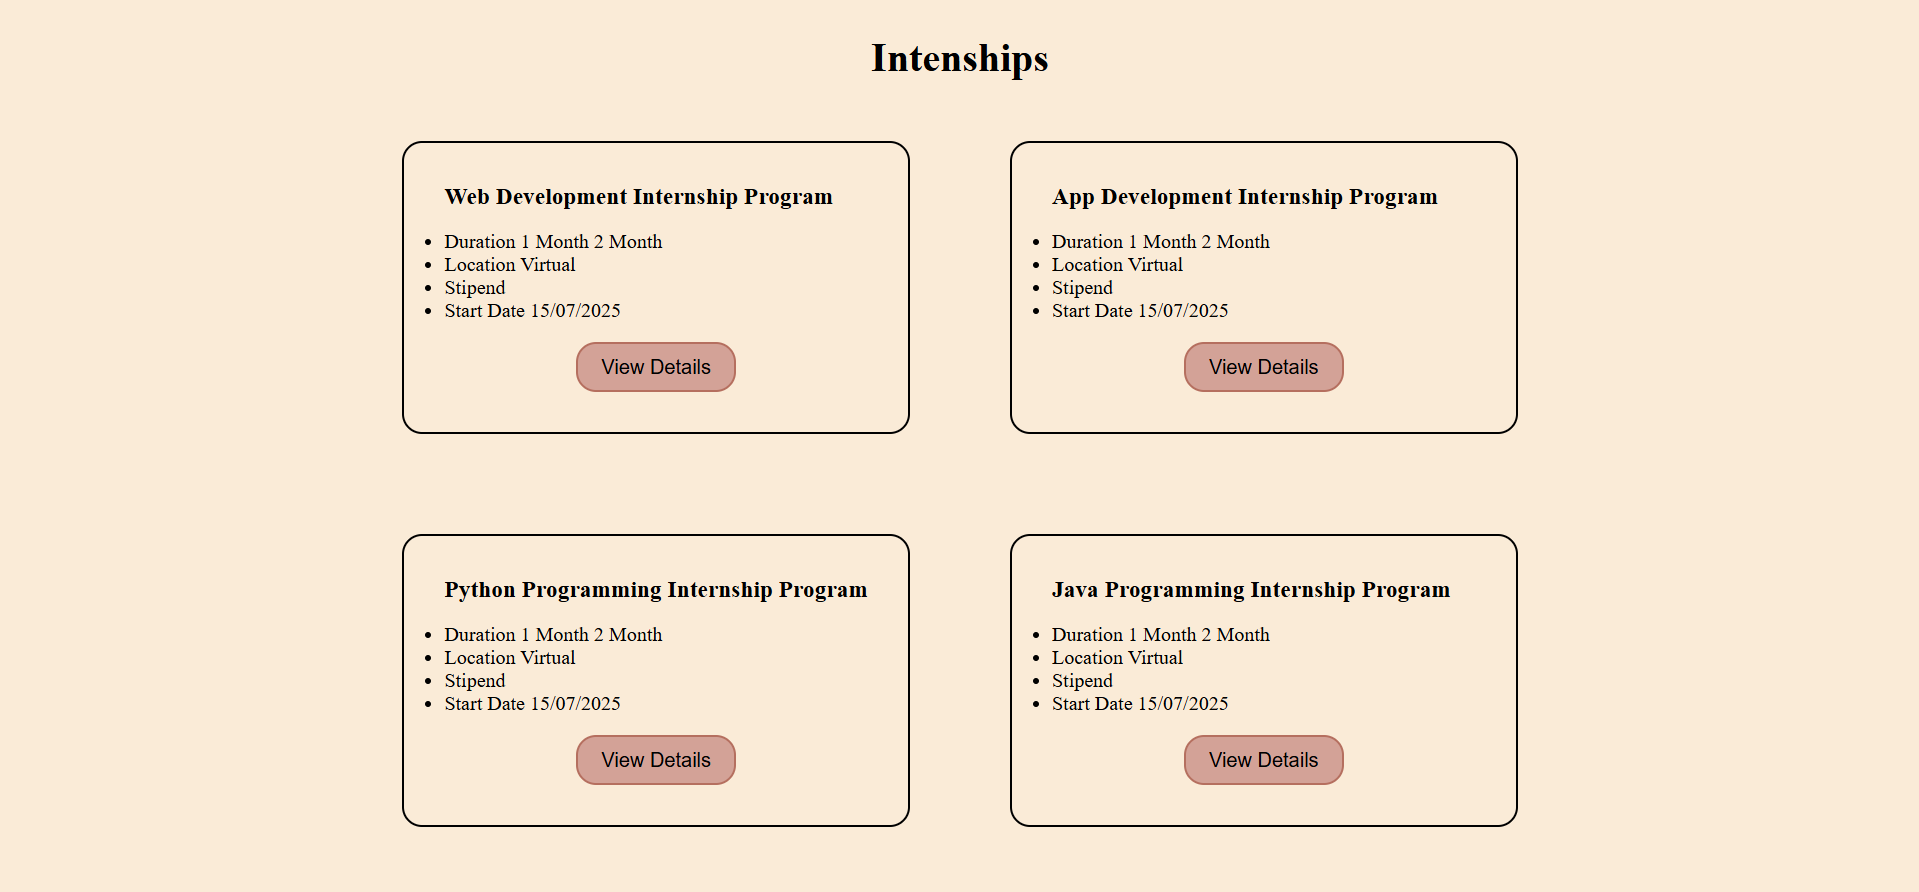 Intenships
Web Development Internship Program
Duration 1 Month 2 Month
Location Virtual
Stipend
Start Date 15/07/2025
View Details
App Development Internship Program
Duration 1 Month 2 Month
Location Virtual
Stipend
Start Date 15/07/2025
View Details
Python Programming Internship Program
Duration 1 Month 2 Month
Location Virtual
Stipend
Start Date 15/07/2025
View Details
Java Programming Internship Program
Duration 1 Month 2 Month
Location Virtual
Stipend
Start Date 15/07/2025
View Details